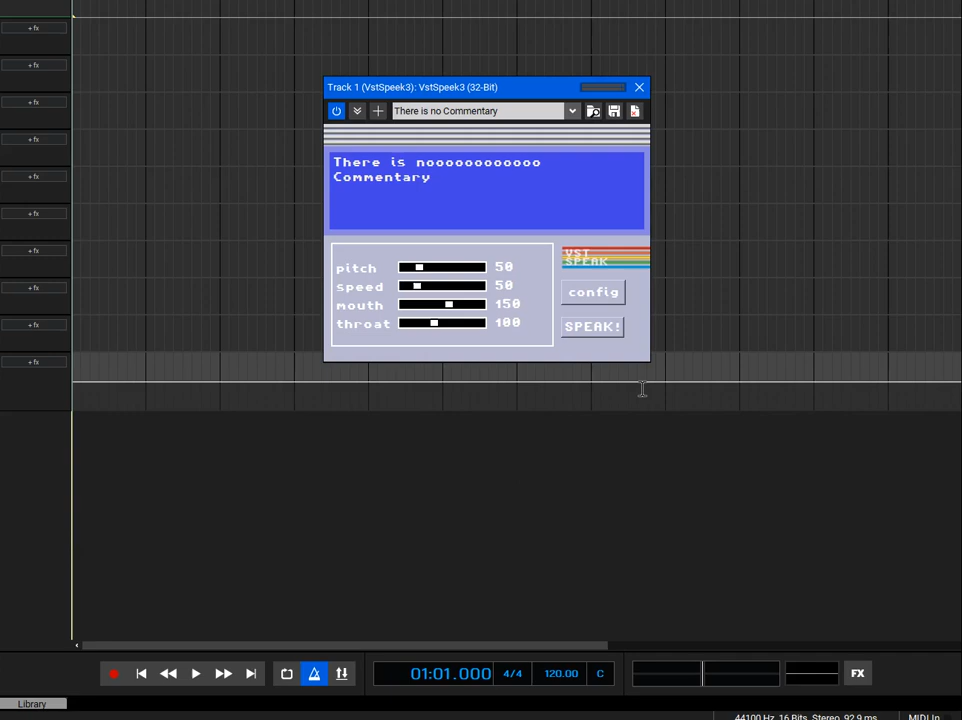 +fx
+fx
+fx
+fx
+fx
+fx
+fx
+fx
+fx
+fx
Track 1 (VstSpeek3): VstSpeek3 (32-Bit)
There is no Commentary
There is noooooooooooo
Commentary
VST
SPEAK
pitch 50
speed 50
config
mouth 150
throat 100
SPEAK!
01:01.000 4/4 120.00 C
FX
Library
44100 Hz, 16 Bits, Stereo, 92.9 ms
MIDI In